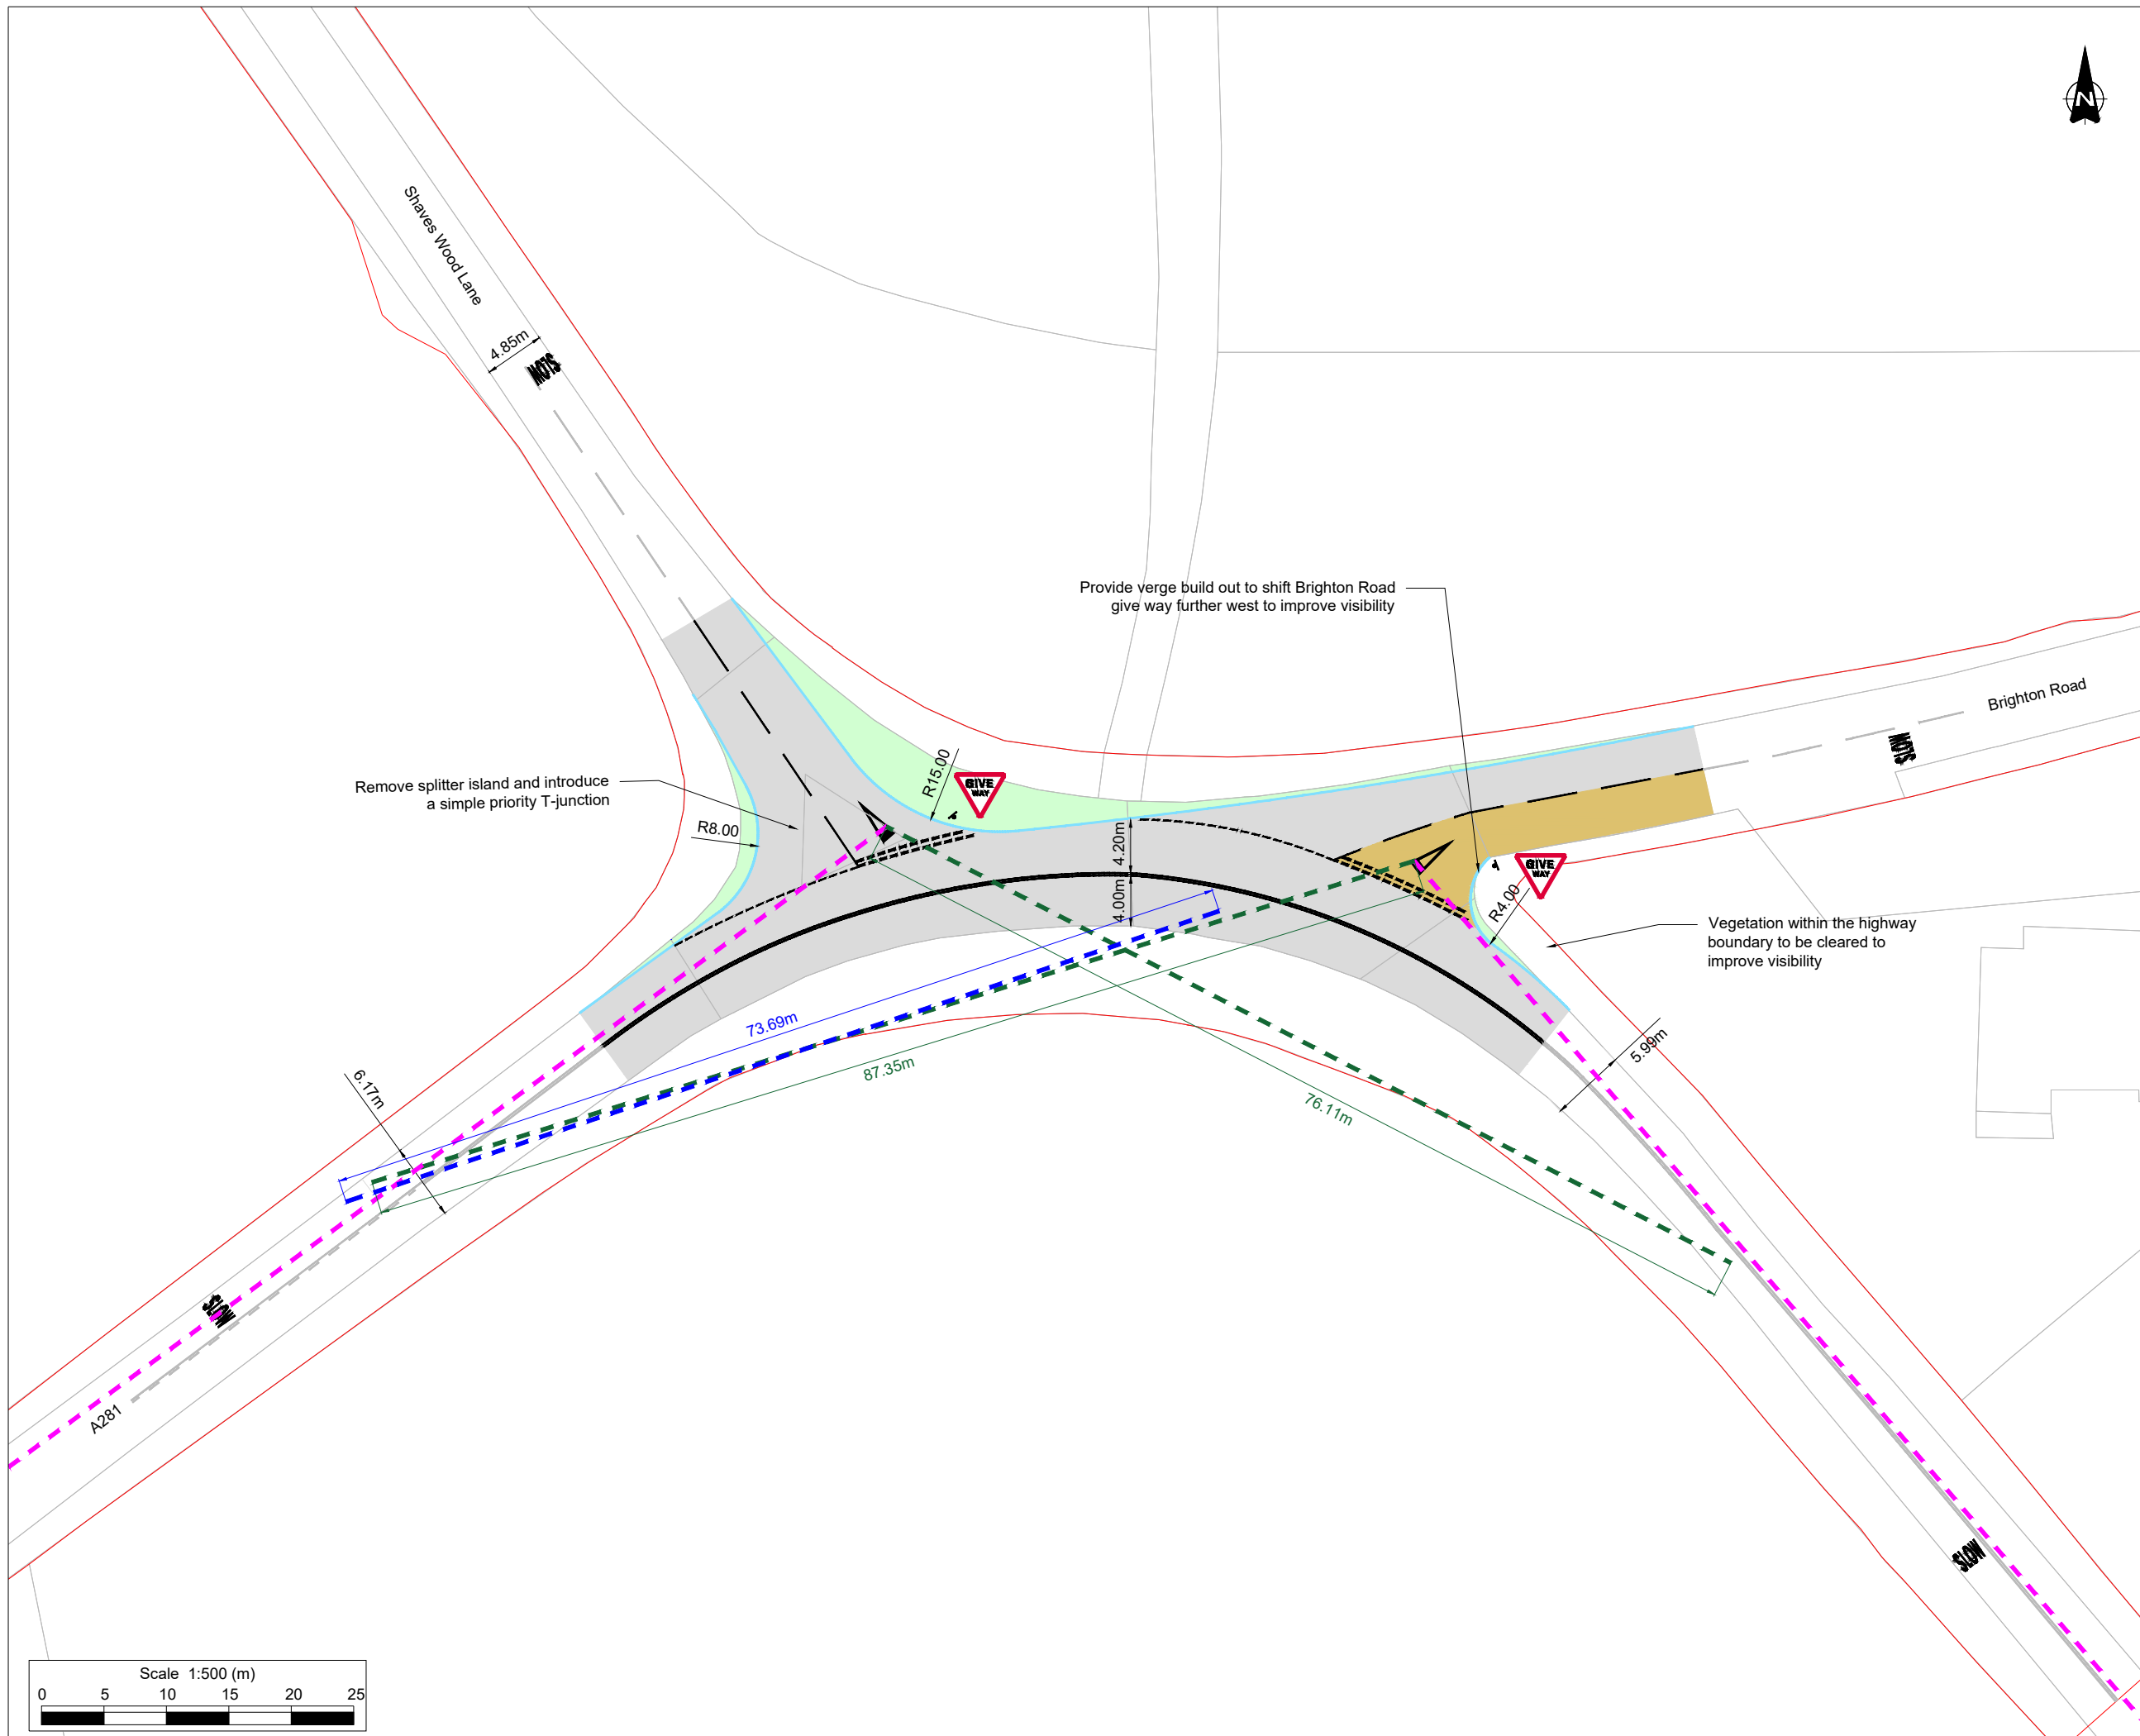 N
Shaves Wood Lane
4.85m
SLOW
Provide verge build out to shift Brighton Road
give way further west to improve visibility
Brighton Road
SLOW
Remove splitter island and introduce
a simple priority T-junction
R15.00
GIVE
WAY
R8.00
4.20m
4.00m
GIVE
WAY
R4.00
Vegetation within the highway
boundary to be cleared to
improve visibility
73.69m
87.35m
76.11m
5.99m
6.17m
SLOW
A281
SLOW
Scale 1:500 (m)
0 5 10 15 20 25